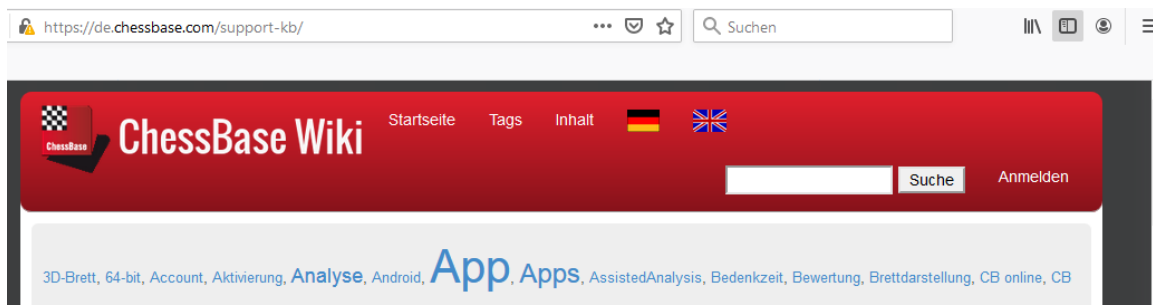 https://de.chessbase.com/support-kb/
Suchen
ChessBase
ChessBase Wiki
Startseite Tags Inhalt
Suche Anmelden
3D-Brett, 64-bit, Account, Aktivierung, Analyse, Android, App, Apps, AssistedAnalysis, Bedenkzeit, Bewertung, Brettdarstellung, CB online, CB